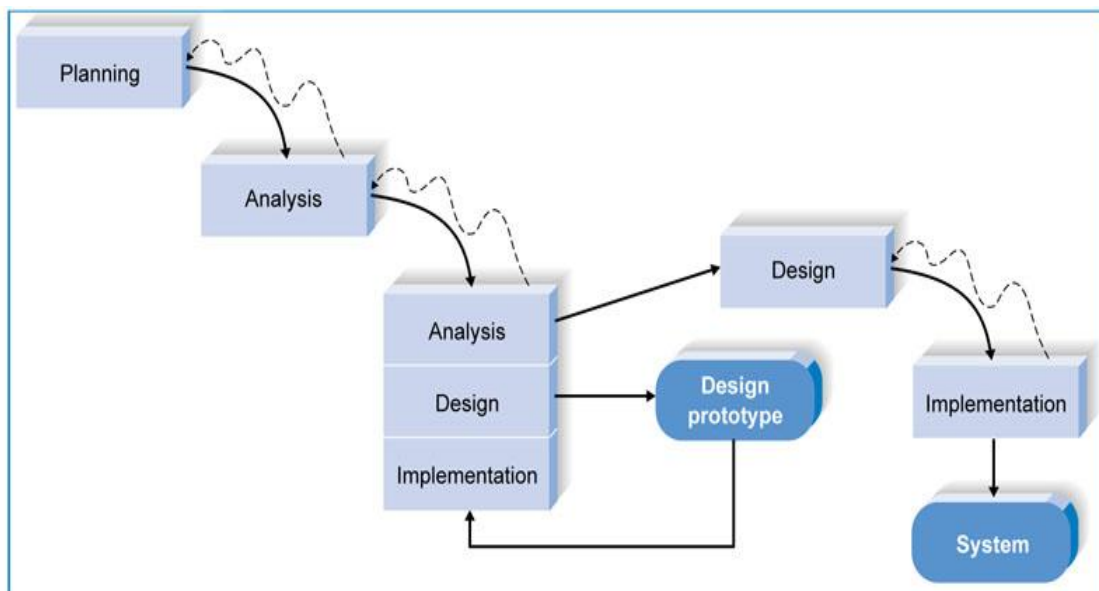 Planning
Analysis
Analysis
Design
Implementation
Design
prototype
Design
Implementation
System